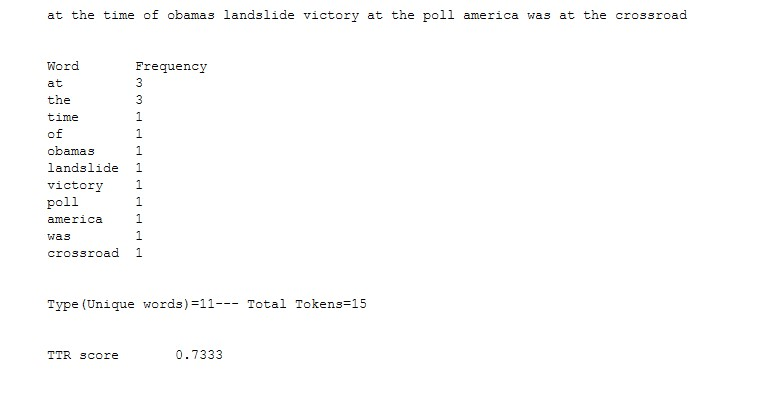 at the time of obamas landslide victory at the poll america was at the crossroad
Word Frequency
at 3
the 3
time 1
of 1
obamas 1
landslide 1
victory 1
poll 1
america 1
was 1
crossroad 1
Type(Unique words)=11--- Total Tokens=15
TTR score 0.7333